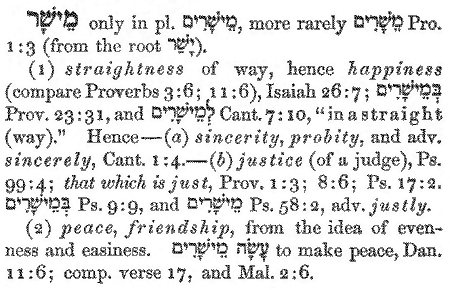 מֵישָׁר only in pl. מֵישָׁרִים, more rarely מֵשָׁרִים Pro.
1:3 (from the root יָשַׁר).
(1) straightness of way, hence happiness
(compare Proverbs 3:6; 11:6), Isaiah 26:7; בְּמֵישָׁרִים
Prov. 23:31, and לְמֵישָׁרִים Cant. 7:10, “in a straight
(way).” Hence—(a) sincerity, probity, and adv.
sincerely, Cant. 1:4.—(b) justice (of a judge), Ps.
99:4; that which is just, Prov. 1:3; 8:6; Ps. 17:2.
בְּמֵישָׁרִים Ps. 9:9, and מֵישָׁרִים Ps. 58:2, adv. justly.
(2) peace, friendship, from the idea of even-
ness and easiness. עָשָׂה מֵישָׁרִים to make peace, Dan.
11:6; comp. verse 17, and Mal. 2:6.